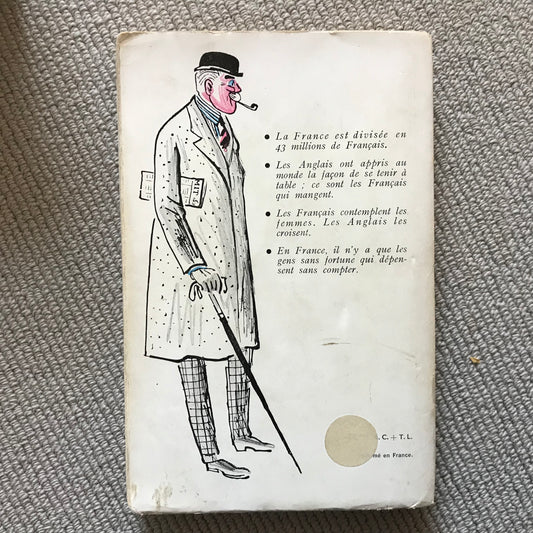 • La France est divisée en
43 millions de Français.
• Les Anglais ont appris au
monde la façon de se tenir à
table ; ce sont les Français
qui mangent.
• Les Français contemplent les
femmes. Les Anglais les
croisent.
• En France, il n'y a que les
gens sans fortune qui dépen-
sent sans compter.
. C. + T. L.
mé en France.